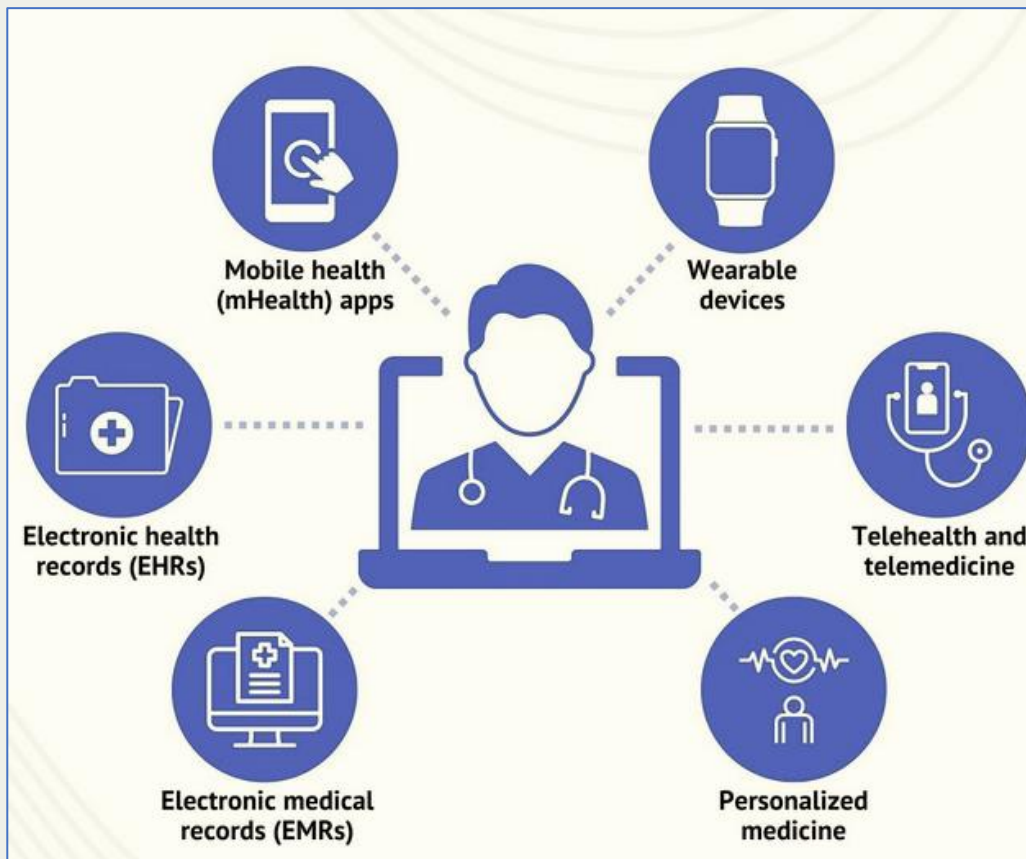 Mobile health
(mHealth) apps
Wearable
devices
Electronic health
records (EHRs)
Telehealth and
telemedicine
Electronic medical
records (EMRs)
Personalized
medicine